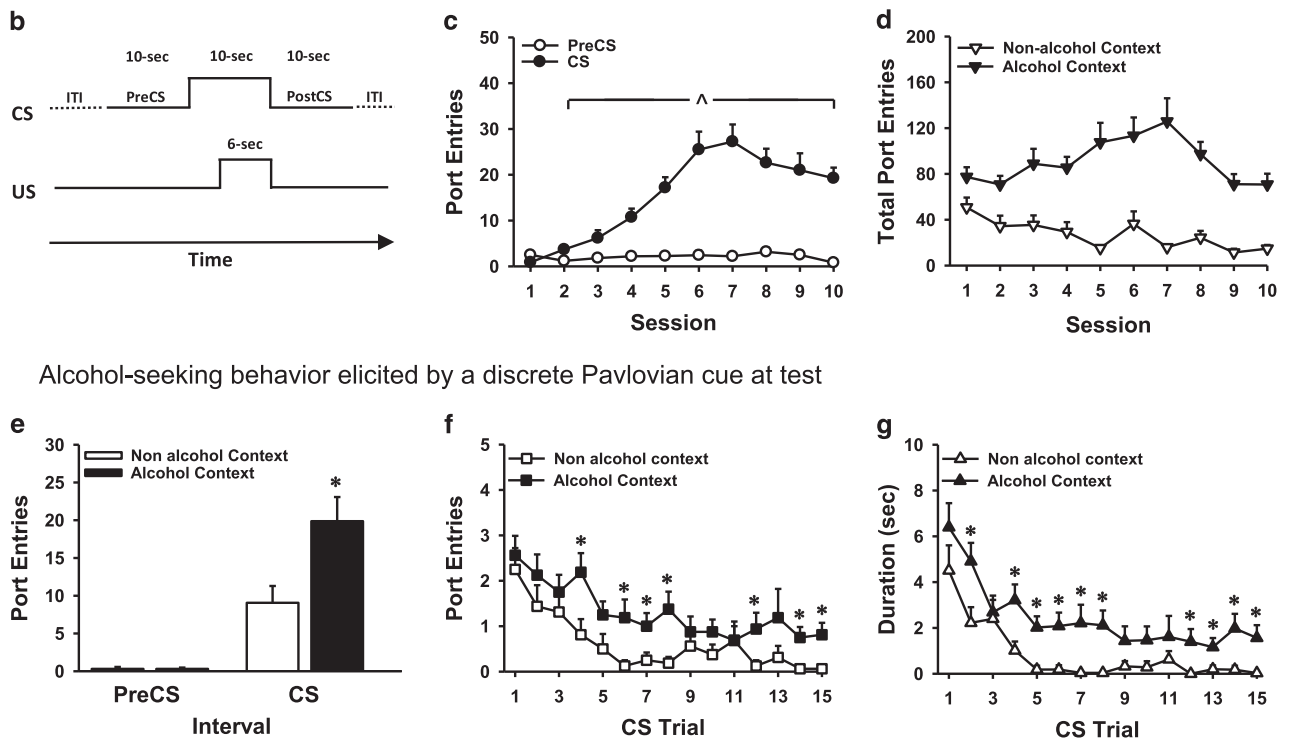 b
10-sec 10-sec 10-sec
ITI PreCS PostCS ITI
CS
6-sec
US
Time
c
PreCS
CS
^
50
40
30
20
10
0
Port Entries
1 2 3 4 5 6 7 8 9 10
Session
d
Non-alcohol Context
Alcohol Context
200
160
120
80
40
0
Total Port Entries
1 2 3 4 5 6 7 8 9 10
Session
Alcohol-seeking behavior elicited by a discrete Pavlovian cue at test
e
Non alcohol Context
Alcohol Context
*
30
25
20
15
10
5
0
Port Entries
PreCS CS
Interval
f
Non alcohol context
Alcohol Context
* * * * * * *
5
4
3
2
1
0
Port Entries
1 3 5 7 9 11 13 15
CS Trial
g
Non alcohol context
Alcohol Context
* * * * * * * * * *
10
8
6
4
2
0
Duration (sec)
1 3 5 7 9 11 13 15
CS Trial